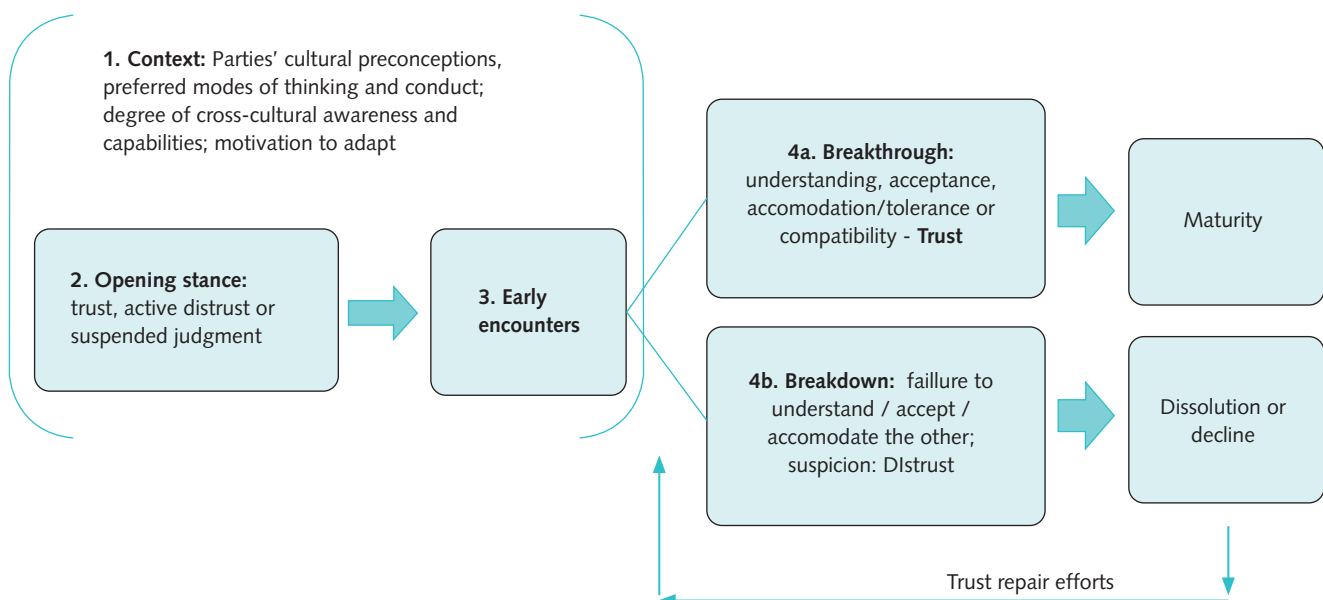 1. Context: Parties' cultural preconceptions,
preferred modes of thinking and conduct;
degree of cross-cultural awareness and
capabilities; motivation to adapt
2. Opening stance:
trust, active distrust or
suspended judgment
3. Early
encounters
4a. Breakthrough:
understanding, acceptance,
accomodation/tolerance or
compatibility - Trust
Maturity
4b. Breakdown:  faillure to
understand / accept /
accomodate the other;
suspicion: DIstrust
Dissolution or
decline
Trust repair efforts